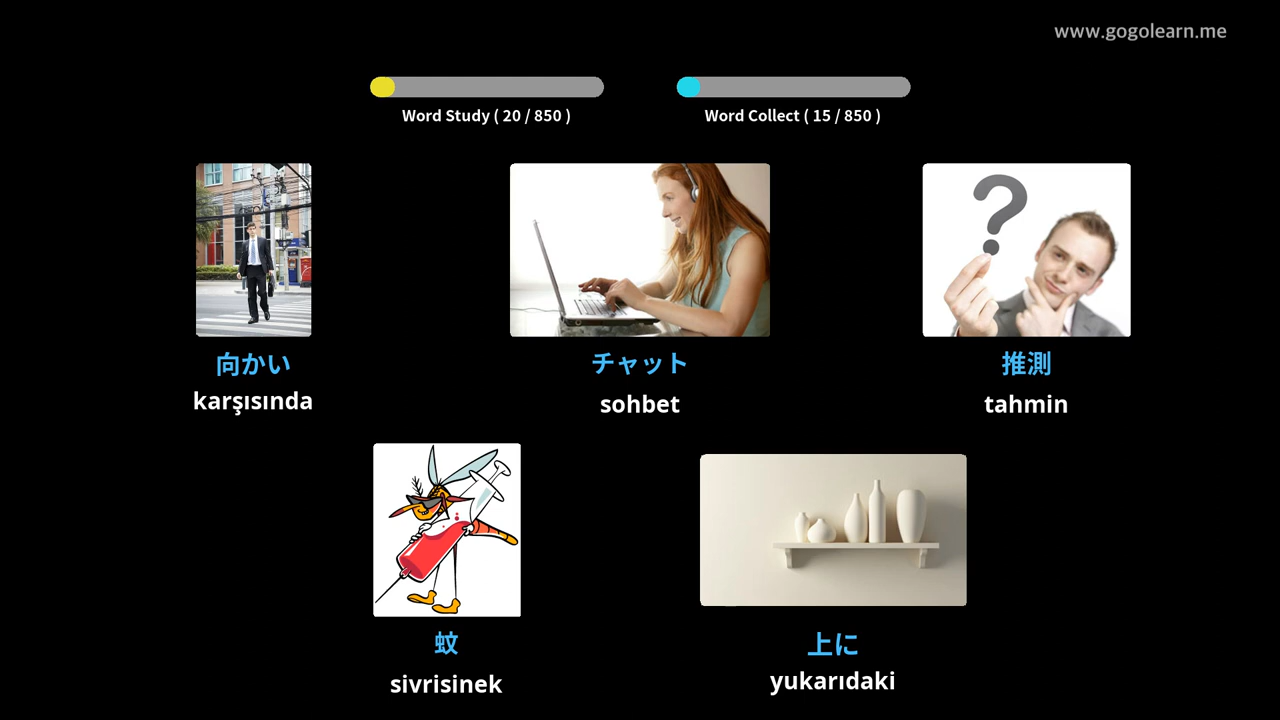 www.gogolearn.me
Word Study ( 20 / 850 )
Word Collect ( 15 / 850 )
向かい
karşısında
チャット
sohbet
推測
tahmin
蚊
sivrisinek
上に
yukarıdaki